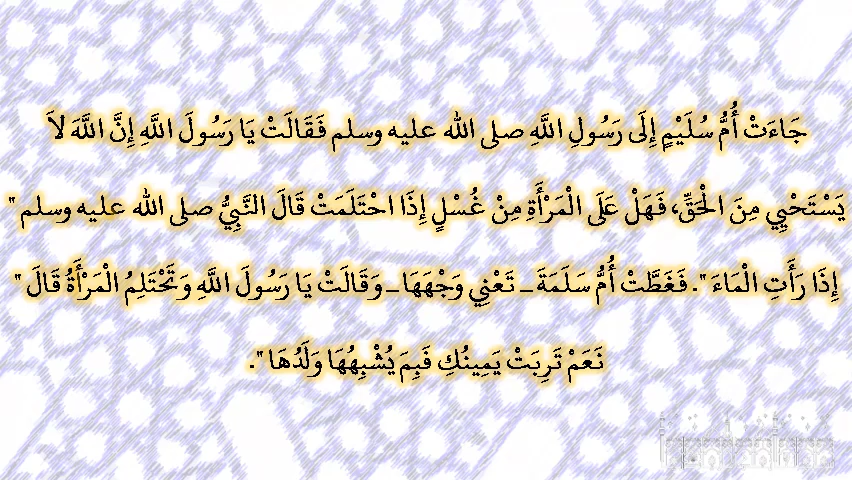 جَاءَتْ أُمُّ سُلَيْمٍ إِلَى رَسُولِ اللَّهِ صلى الله عليه وسلم فَقَالَتْ يَا رَسُولَ اللَّهِ إِنَّ اللَّهَ لاَ
يَسْتَحْيِي مِنَ الْحَقِّ، فَهَلْ عَلَى الْمَرْأَةِ مِنْ غُسْلٍ إِذَا احْتَلَمَتْ قَالَ النَّبِيُّ صلى الله عليه وسلم "
إِذَا رَأَتِ الْمَاءَ ". فَغَطَّتْ أُمُّ سَلَمَةَ ـ تَعْنِي وَجْهَهَا ـ وَقَالَتْ يَا رَسُولَ اللَّهِ وَتَحْتَلِمُ الْمَرْأَةُ قَالَ "
نَعَمْ تَرِبَتْ يَمِينُكِ فَبِمَ يُشْبِهُهَا وَلَدُهَا ".